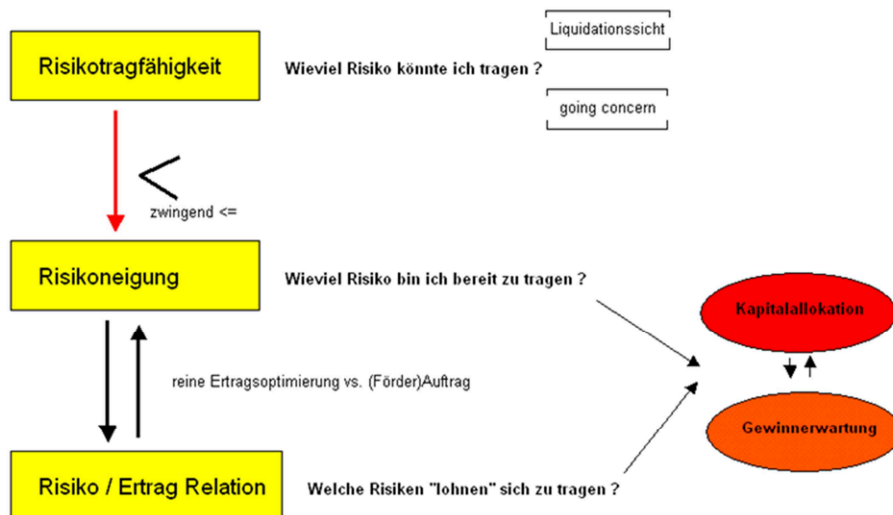 Liquidationssicht
Risikotragfähigkeit
Wieviel Risiko könnte ich tragen ?
going concern
zwingend <=
Risikoneigung
Wieviel Risiko bin ich bereit zu tragen ?
Kapitalallokation
reine Ertragsoptimierung vs. (Förder)Auftrag
Gewinnerwartung
Risiko / Ertrag Relation
Welche Risiken "lohnen" sich zu tragen ?